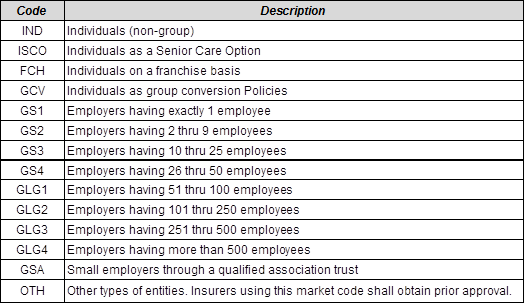 Code Description
IND Individuals (non-group)
ISCO Individuals as a Senior Care Option
FCH Individuals on a franchise basis
GCV Individuals as group conversion Policies
GS1 Employers having exactly 1 employee
GS2 Employers having 2 thru 9 employees
GS3 Employers having 10 thru 25 employees
GS4 Employers having 26 thru 50 employees
GLG1 Employers having 51 thru 100 employees
GLG2 Employers having 101 thru 250 employees
GLG3 Employers having 251 thru 500 employees
GLG4 Employers having more than 500 employees
GSA Small employers through a qualified association trust
OTH Other types of entities. Insurers using this market code shall obtain prior approval.